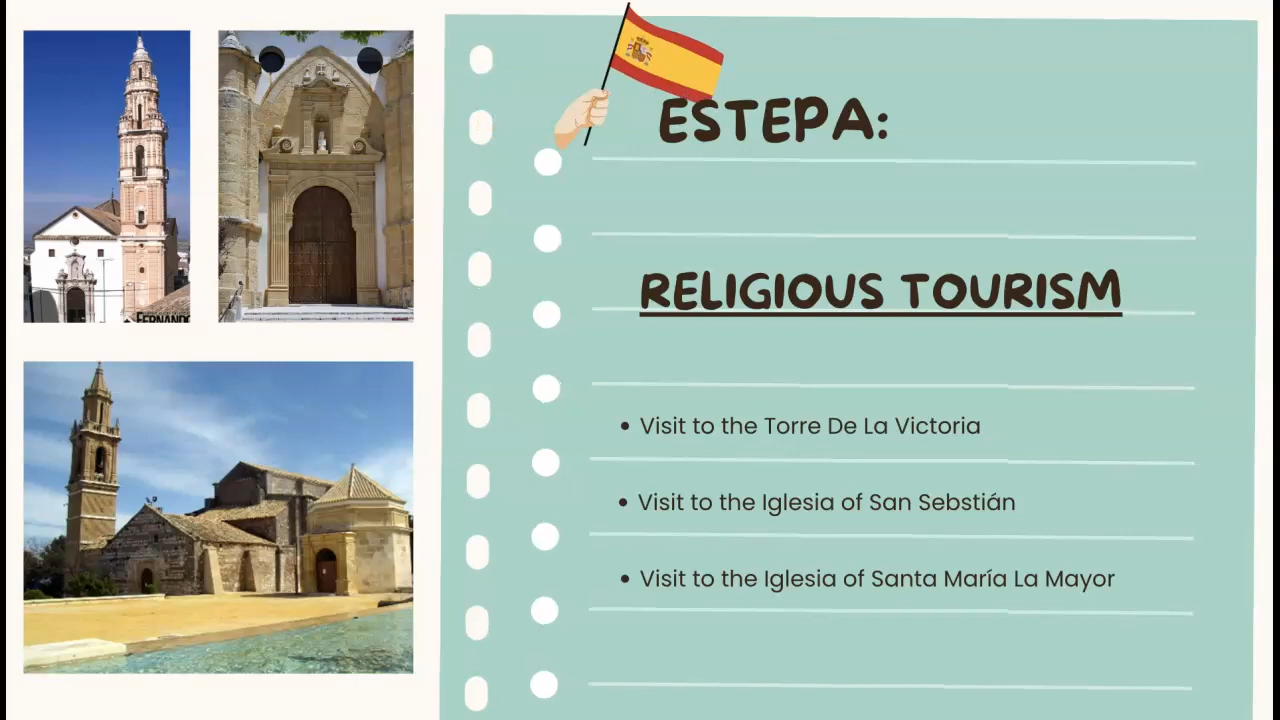 ESTEPA:
RELIGIOUS TOURISM
• Visit to the Torre De La Victoria
• Visit to the Iglesia of San Sebstián
• Visit to the Iglesia of Santa María La Mayor
FERNANDO